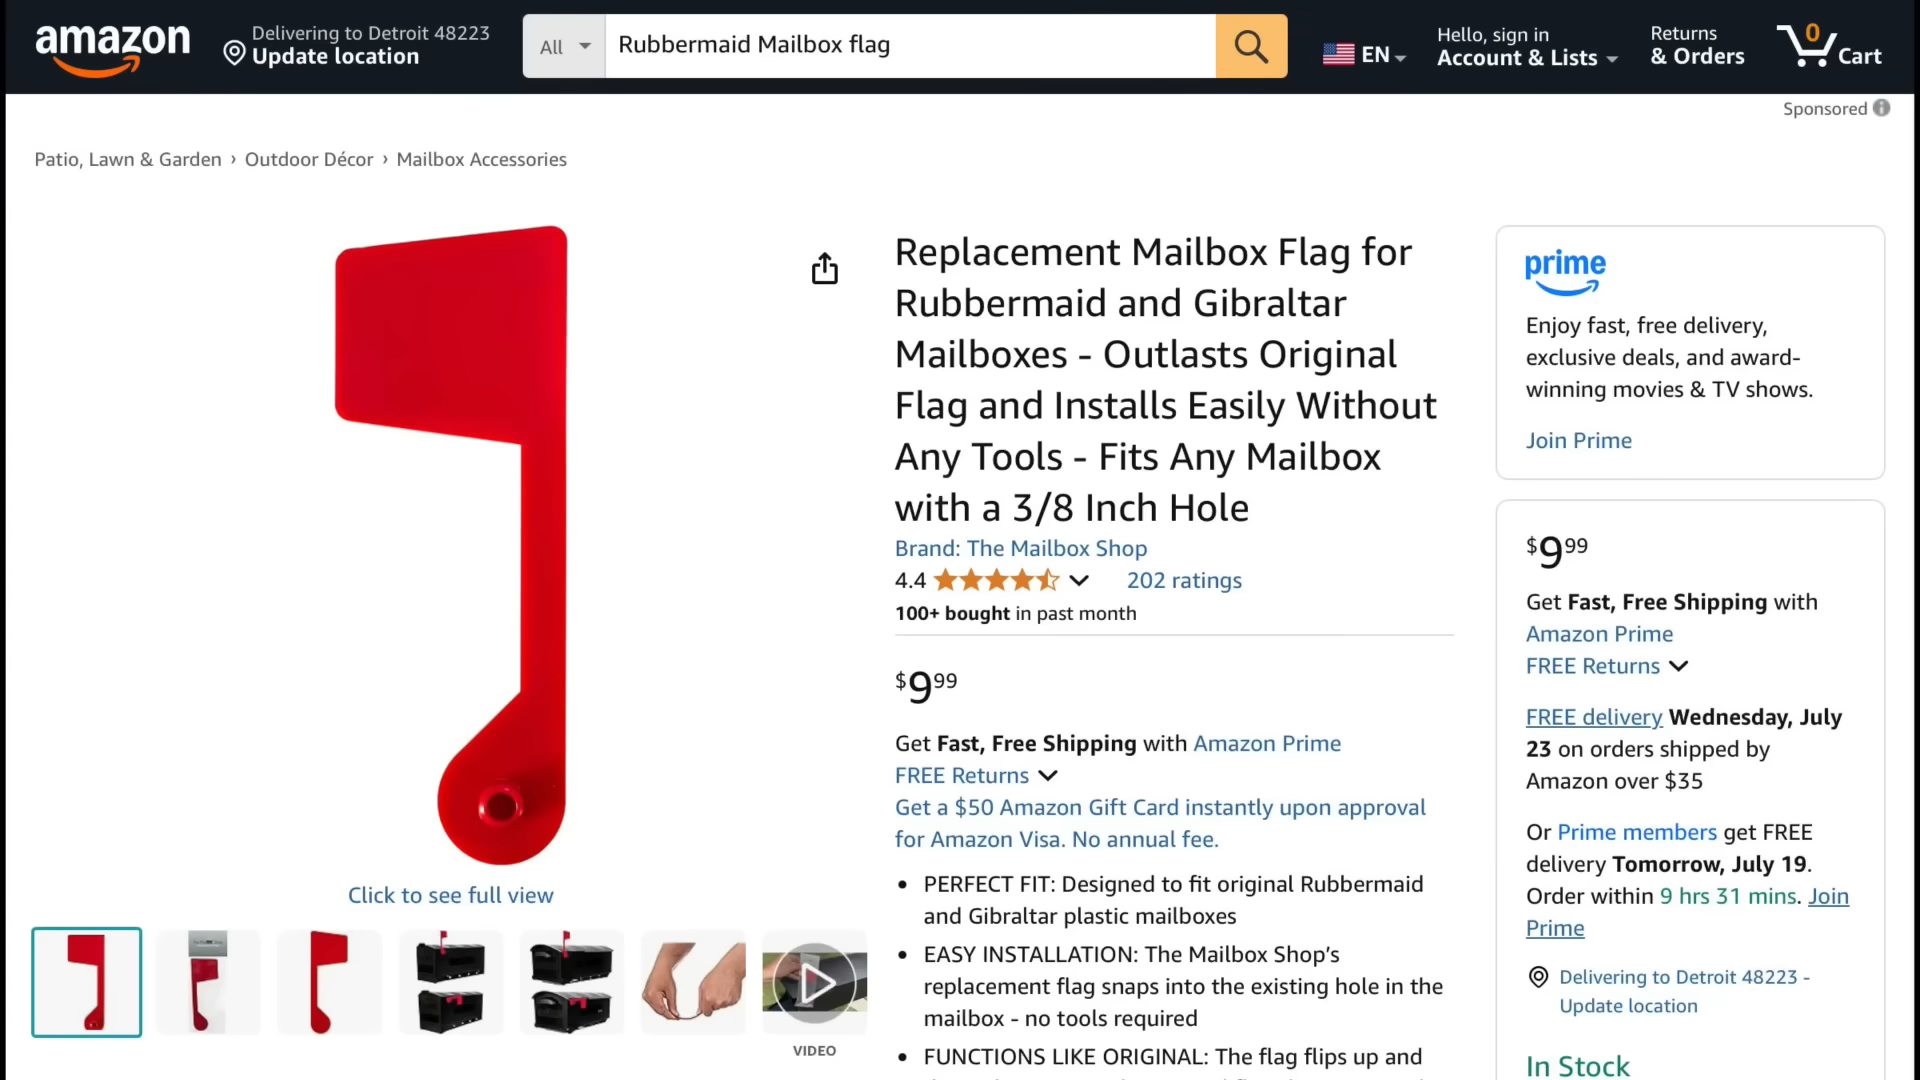 amazon
Delivering to Detroit 48223
Update location
All
Rubbermaid Mailbox flag
EN
Hello, sign in
Account & Lists
Returns
& Orders
0
Cart
Sponsored
Patio, Lawn & Garden › Outdoor Décor › Mailbox Accessories
Click to see full view
VIDEO
Replacement Mailbox Flag for
Rubbermaid and Gibraltar
Mailboxes - Outlasts Original
Flag and Installs Easily Without
Any Tools - Fits Any Mailbox
with a 3/8 Inch Hole
Brand: The Mailbox Shop
4.4 202 ratings
100+ bought in past month
$9.99
Get Fast, Free Shipping with Amazon Prime
FREE Returns
Get a $50 Amazon Gift Card instantly upon approval
for Amazon Visa. No annual fee.
• PERFECT FIT: Designed to fit original Rubbermaid
and Gibraltar plastic mailboxes
• EASY INSTALLATION: The Mailbox Shop’s
replacement flag snaps into the existing hole in the
mailbox - no tools required
• FUNCTIONS LIKE ORIGINAL: The flag flips up and
prime
Enjoy fast, free delivery,
exclusive deals, and award-
winning movies & TV shows.
Join Prime
$9.99
Get Fast, Free Shipping with
Amazon Prime
FREE Returns
FREE delivery Wednesday, July
23 on orders shipped by
Amazon over $35
Or Prime members get FREE
delivery Tomorrow, July 19.
Order within 9 hrs 31 mins. Join
Prime
Delivering to Detroit 48223 -
Update location
In Stock